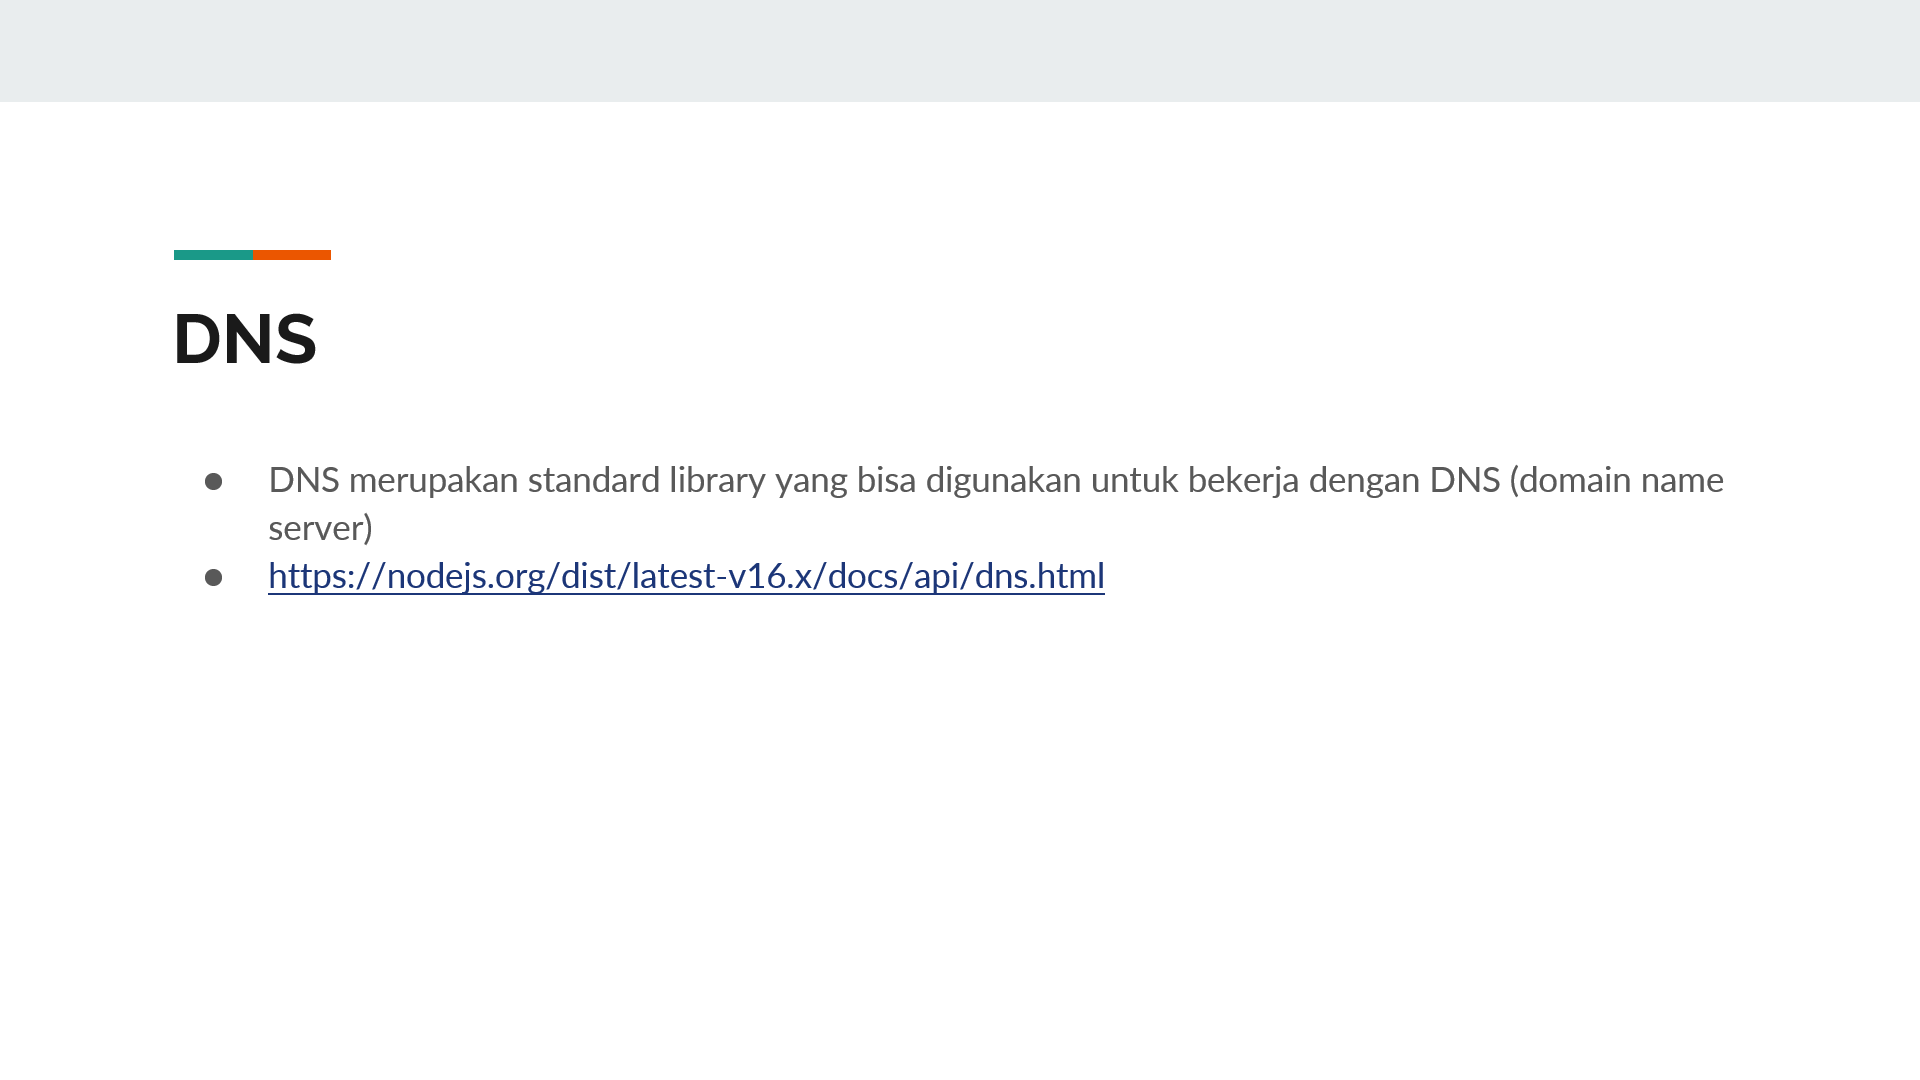 DNS
● DNS merupakan standard library yang bisa digunakan untuk bekerja dengan DNS (domain name
server)
● https://nodejs.org/dist/latest-v16.x/docs/api/dns.html